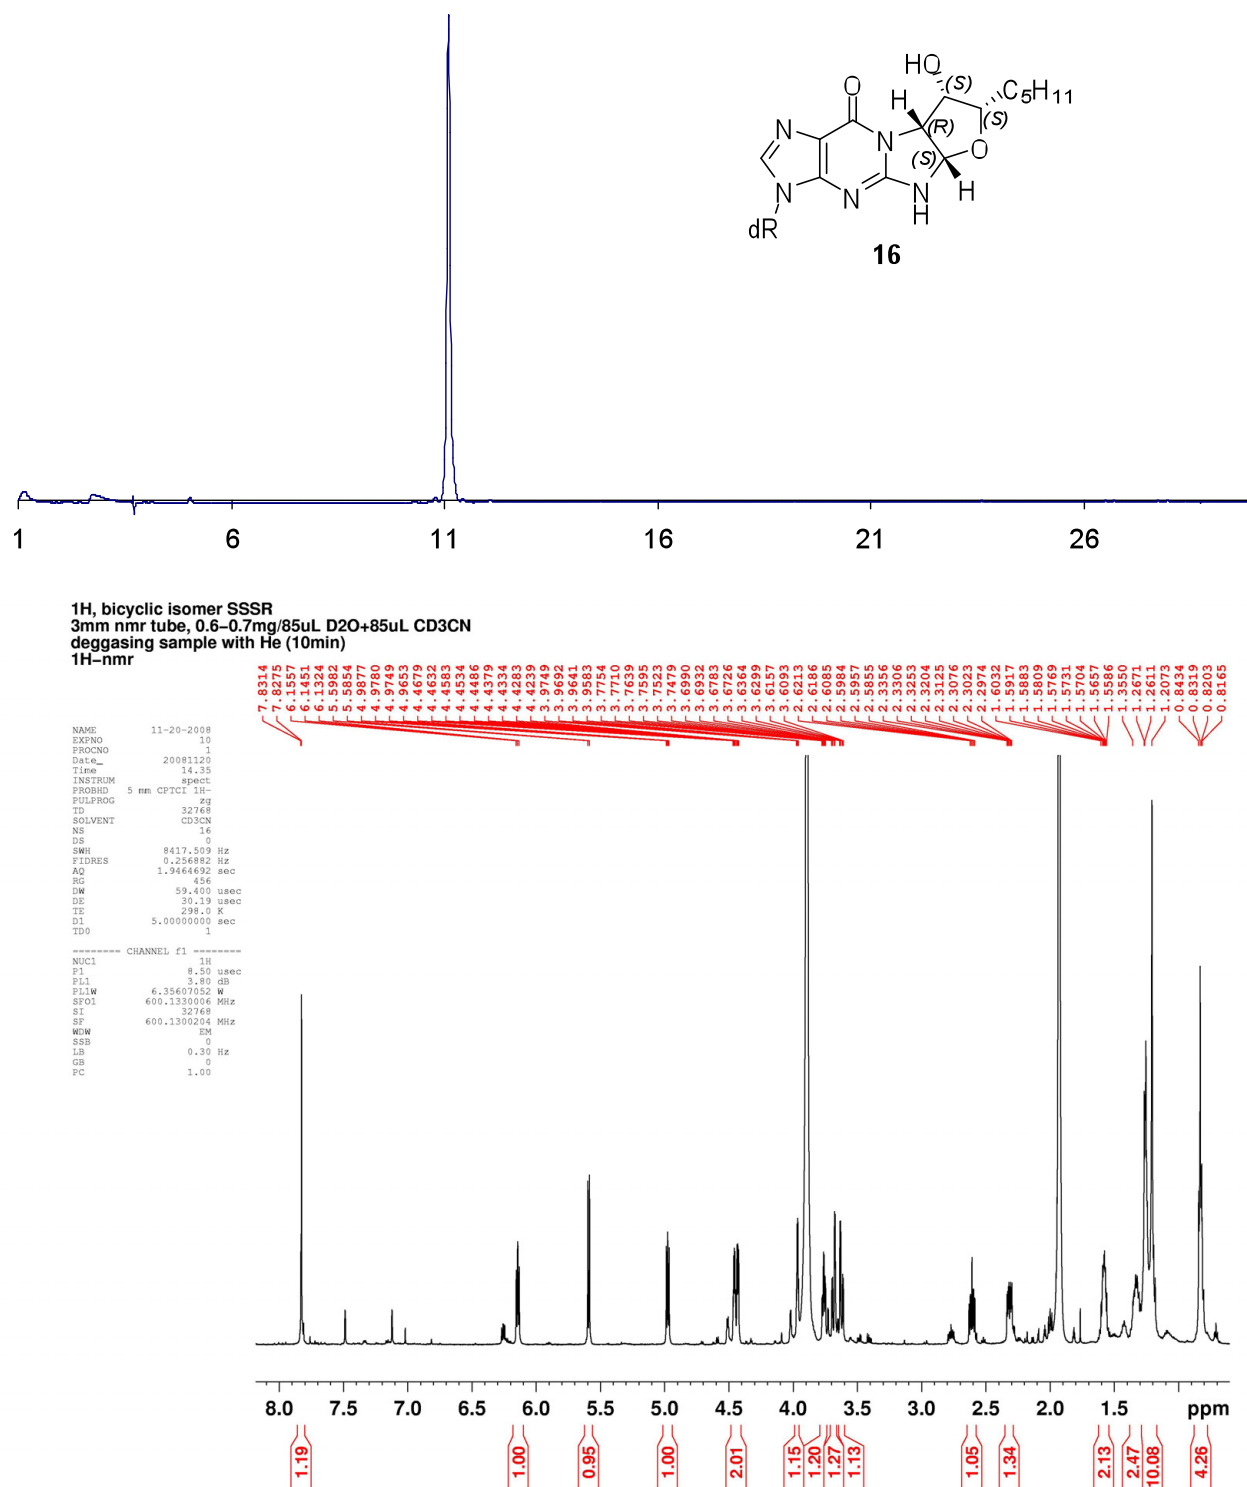 HO
(S)
C5H11
O
H
(R)
(S)
N
N
O
(S)
H
N
N
N
H
dR
16
1 6 11 16 21 26
1H, bicyclic isomer SSSR
3mm nmr tube, 0.6–0.7mg/85uL D2O+85uL CD3CN
deggasing sample with He (10min)
1H–nmr
7.8314
7.8275
6.1557
6.1451
6.1324
5.5982
5.5854
4.9877
4.9780
4.9749
4.9653
4.4679
4.4632
4.4583
4.4534
4.4486
4.4379
4.4334
4.4283
4.4239
3.9749
3.9692
3.9641
3.9583
3.7754
3.7710
3.7639
3.7595
3.7523
3.7479
3.6990
3.6932
3.6783
3.6726
3.6364
3.6299
3.6157
3.6093
2.6213
2.6186
2.6085
2.5984
2.5957
2.5855
2.3356
2.3306
2.3253
2.3204
2.3125
2.3076
2.3023
2.2974
1.6032
1.5917
1.5883
1.5809
1.5769
1.5731
1.5704
1.5657
1.5586
1.3550
1.2671
1.2611
1.2073
0.8434
0.8319
0.8203
0.8165
NAME 11-20-2008
EXPNO 10
PROCNO 1
Date_ 20081120
Time 14.35
INSTRUM spect
PROBHD 5 mm CPTCI 1H-
PULPROG zg
TD 32768
SOLVENT CD3CN
NS 16
DS 0
SWH 8417.509 Hz
FIDRES 0.256882 Hz
AQ 1.9464692 sec
RG 456
DW 59.400 usec
DE 30.19 usec
TE 298.0 K
D1 5.00000000 sec
TD0 1
======== CHANNEL f1 ========
NUC1 1H
P1 8.50 usec
PL1 3.80 dB
PL1W 6.35607052 W
SFO1 600.1330006 MHz
SI 32768
SF 600.1300204 MHz
WDW EM
SSB 0
LB 0.30 Hz
GB 0
PC 1.00
8.0 7.5 7.0 6.5 6.0 5.5 5.0 4.5 4.0 3.5 3.0 2.5 2.0 1.5 ppm
1.19 1.00 0.95 1.00 2.01 1.15 1.20 1.27 1.13 1.05 1.34 2.13 2.47 10.08 4.26